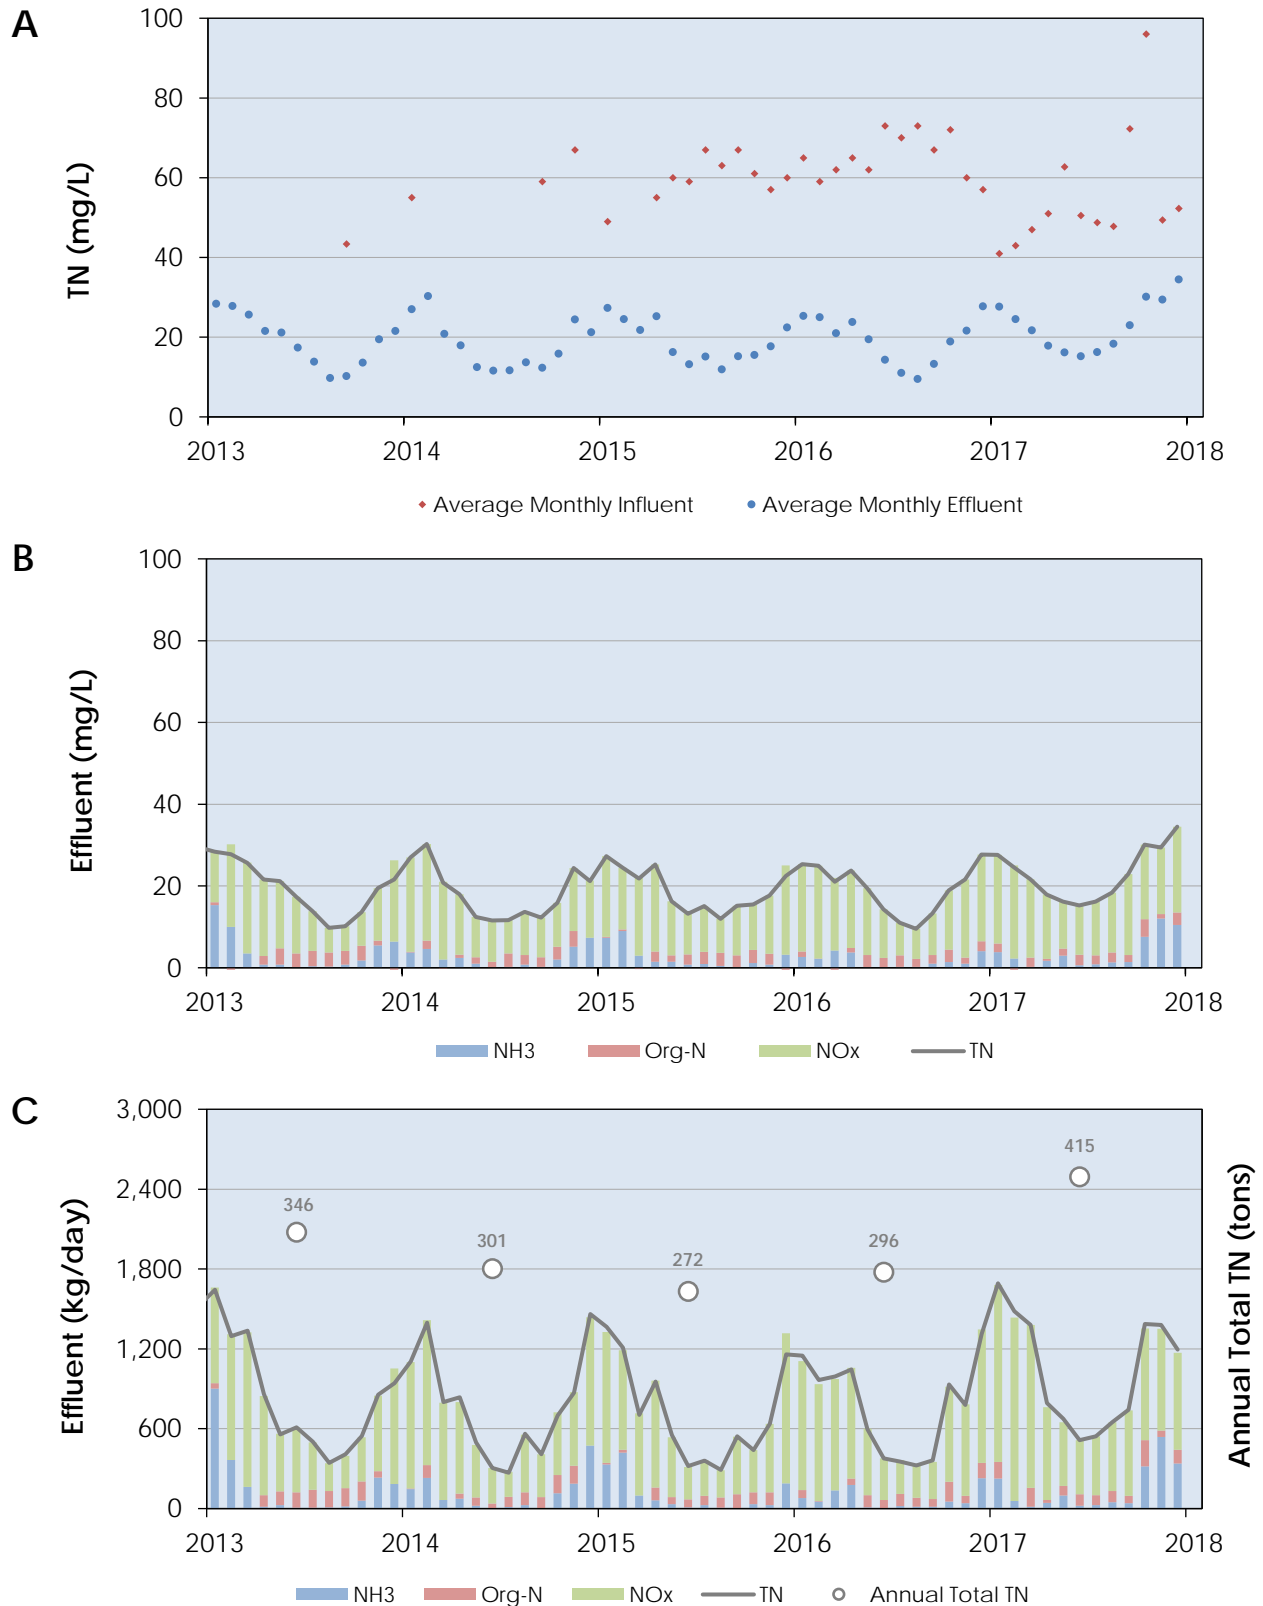 A
TN (mg/L)
100
80
60
40
20
0
2013 2014 2015 2016 2017 2018
Average Monthly Influent Average Monthly Effluent
B
Effluent (mg/L)
100
80
60
40
20
0
2013 2014 2015 2016 2017 2018
NH3 Org-N NOx TN
C
Effluent (kg/day)
Annual Total TN (tons)
3,000
2,400
1,800
1,200
600
0
346
301
272
296
415
2013 2014 2015 2016 2017 2018
NH3 Org-N NOx TN Annual Total TN